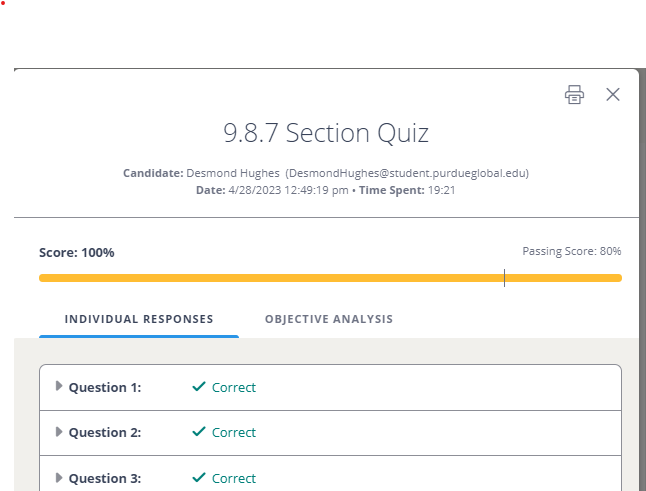 9.8.7 Section Quiz
Candidate: Desmond Hughes (DesmondHughes@student.purdueglobal.edu)
Date: 4/28/2023 12:49:19 pm • Time Spent: 19:21
Score: 100%
Passing Score: 80%
INDIVIDUAL RESPONSES
OBJECTIVE ANALYSIS
Question 1: Correct
Question 2: Correct
Question 3: Correct